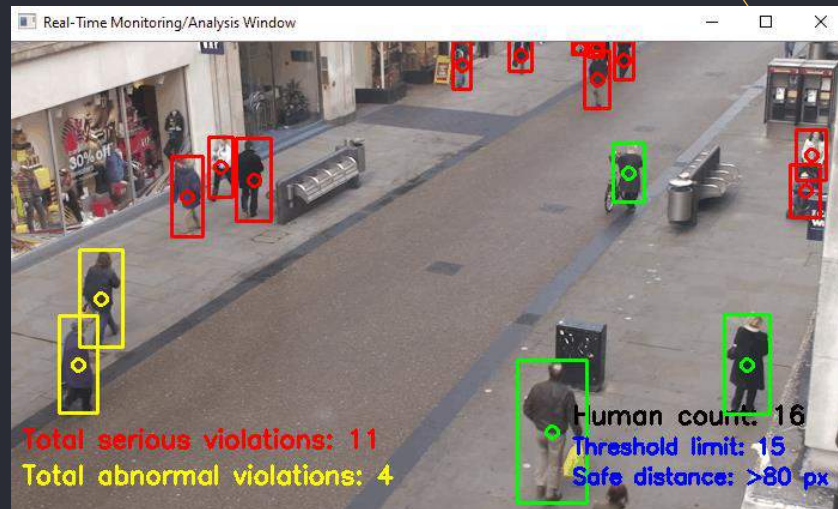 Real-Time Monitoring/Analysis Window
30% off
Total serious violations: 11
Total abnormal violations: 4
Human count: 16
Threshold limit: 15
Safe distance: >80 px